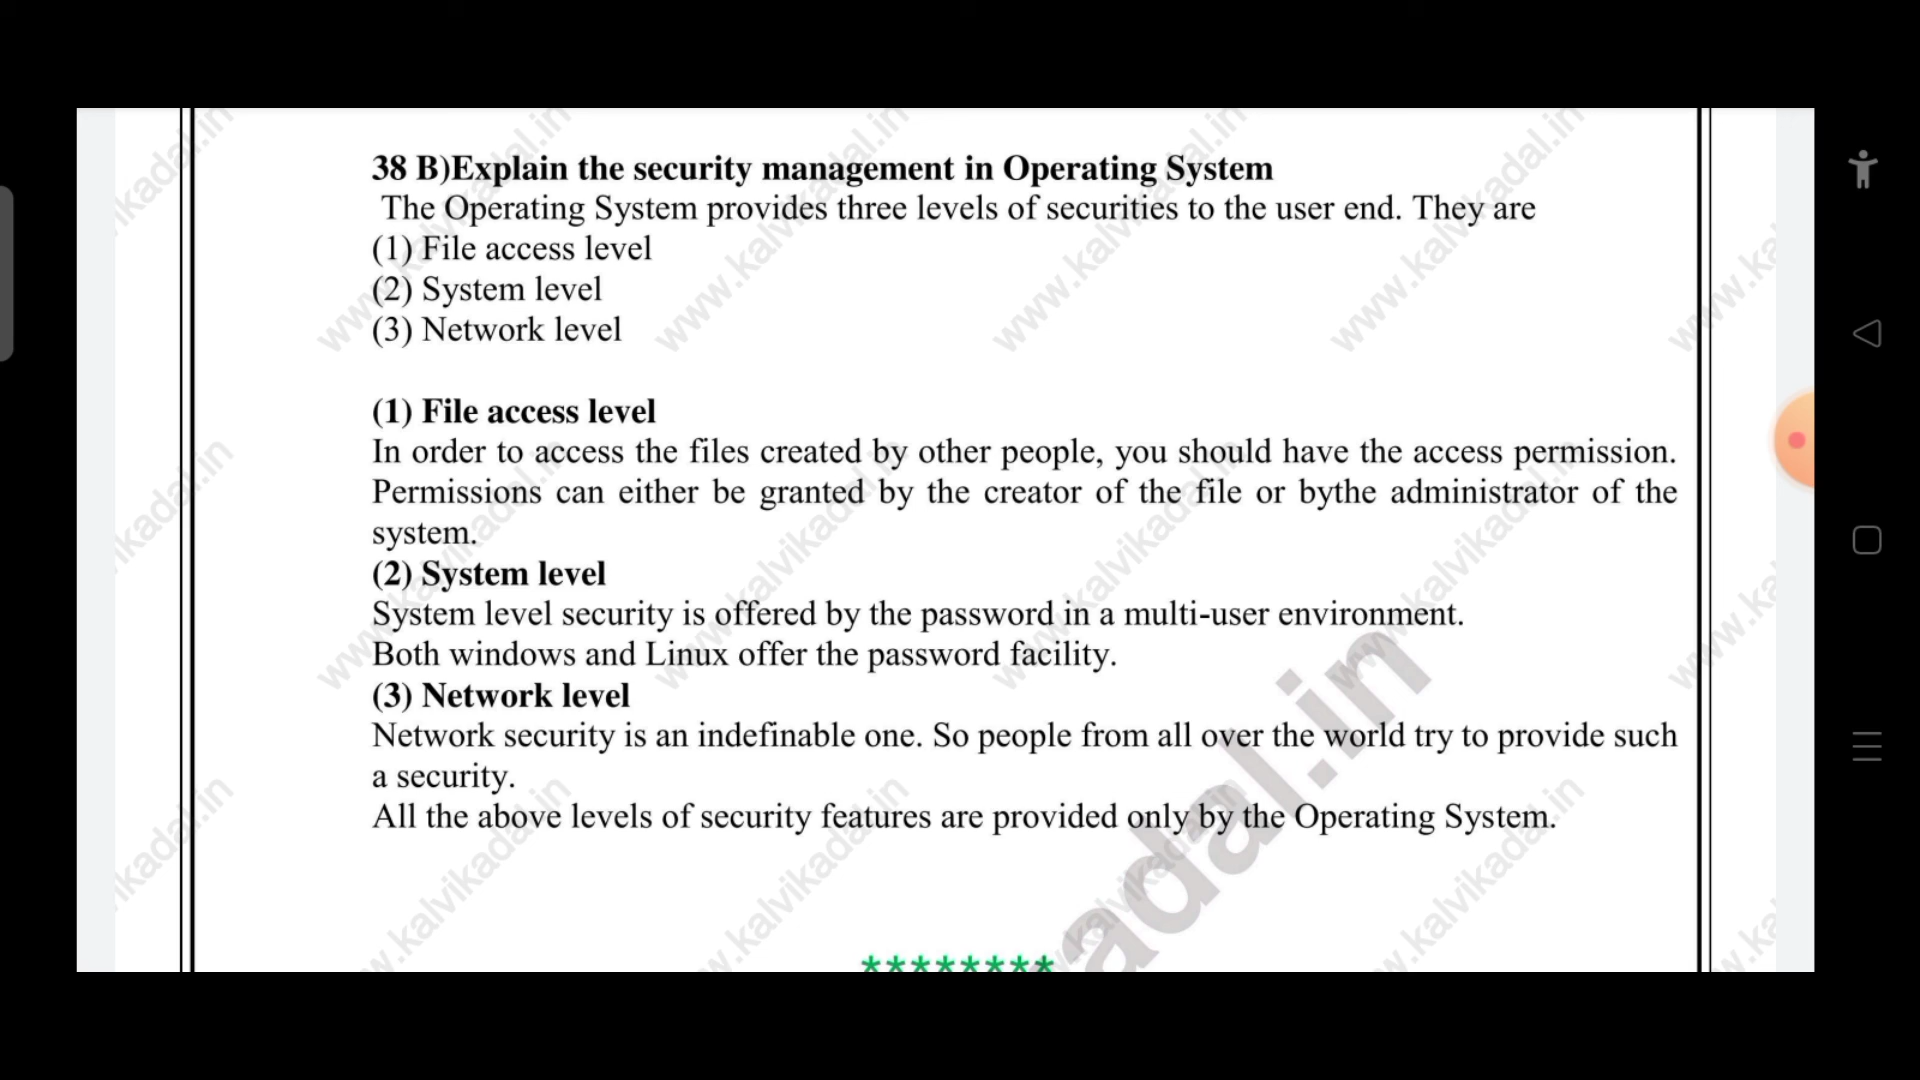 38 B)Explain the security management in Operating System
The Operating System provides three levels of securities to the user end. They are
(1) File access level
(2) System level
(3) Network level
(1) File access level
In order to access the files created by other people, you should have the access permission.
Permissions can either be granted by the creator of the file or bythe administrator of the
system.
(2) System level
System level security is offered by the password in a multi-user environment.
Both windows and Linux offer the password facility.
(3) Network level
Network security is an indefinable one. So people from all over the world try to provide such
a security.
All the above levels of security features are provided only by the Operating System.
********
www.kalvikadal.in